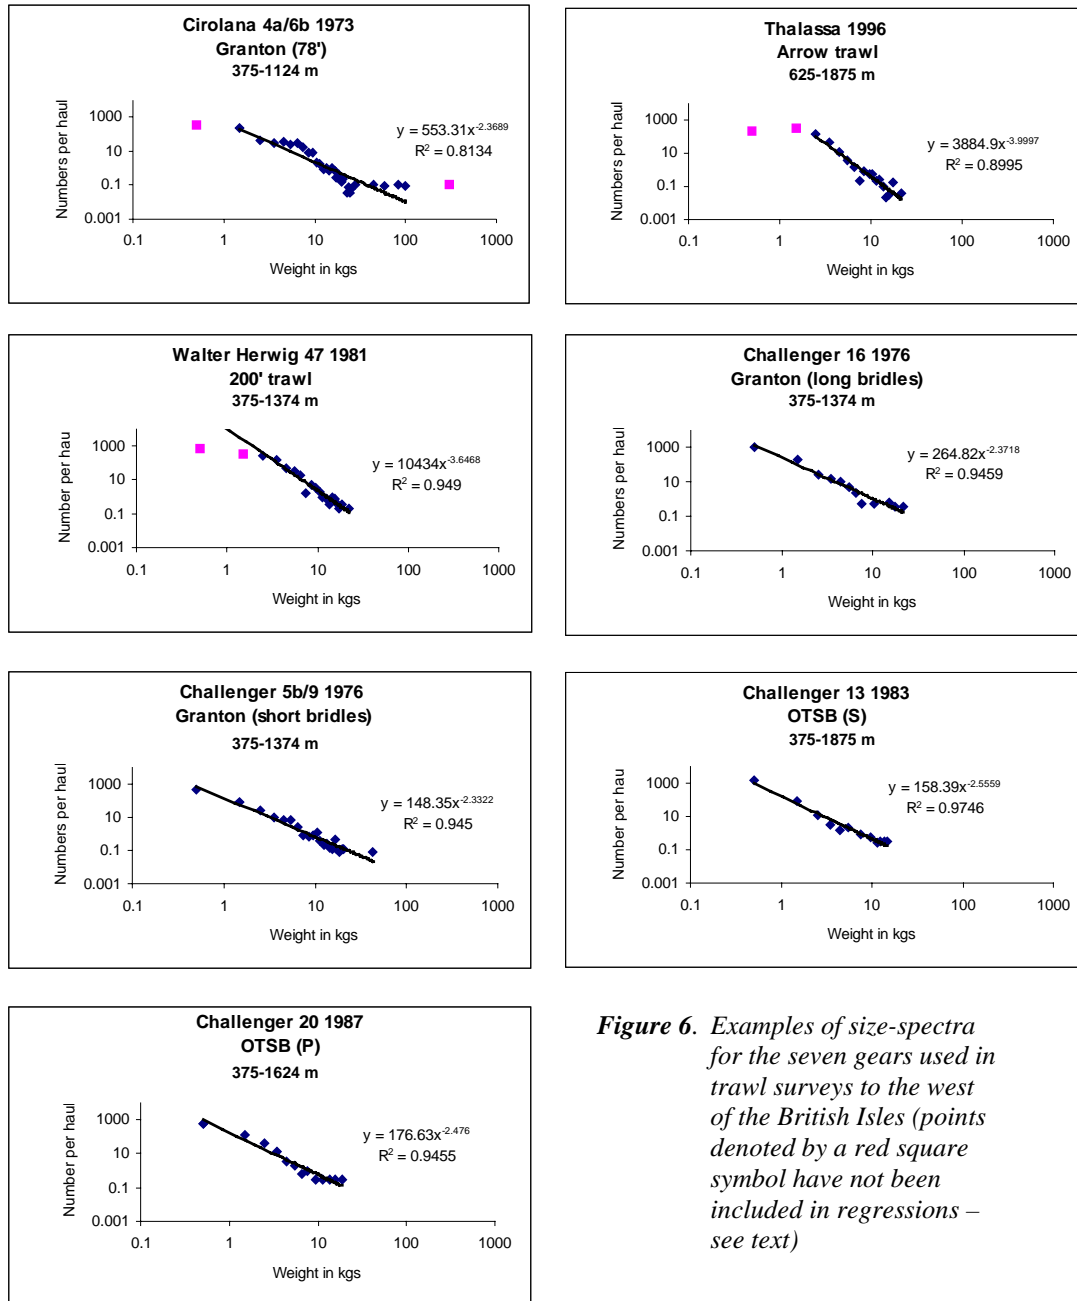 Cirolana 4a/6b 1973
Granton (78')
375-1124 m
Numbers per haul
1000
10
0.1
0.001
y = 553.31x^-2.3689
R² = 0.8134
0.1 1 10 100 1000
Weight in kgs
Thalassa 1996
Arrow trawl
625-1875 m
Numbers per haul
1000
10
0.1
0.001
y = 3884.9x^-3.9997
R² = 0.8995
0.1 1 10 100 1000
Weight in kgs
Walter Herwig 47 1981
200' trawl
375-1374 m
Number per hau
1000
10
0.1
0.001
y = 10434x^-3.6468
R² = 0.949
0.1 1 10 100 1000
Weight in kgs
Challenger 16 1976
Granton (long bridles)
375-1374 m
Number per haul
1000
10
0.1
0.001
y = 264.82x^-2.3718
R² = 0.9459
0.1 1 10 100 1000
Weight in kgs
Challenger 5b/9 1976
Granton (short bridles)
375-1374 m
Numbers per haul
1000
10
0.1
0.001
y = 148.35x^-2.3322
R² = 0.945
0.1 1 10 100 1000
Weight in kgs
Challenger 13 1983
OTSB (S)
375-1875 m
Number per hau
1000
10
0.1
0.001
y = 158.39x^-2.5559
R² = 0.9746
0.1 1 10 100 1000
Weight in kgs
Challenger 20 1987
OTSB (P)
375-1624 m
Number per haul
1000
10
0.1
0.001
y = 176.63x^-2.476
R² = 0.9455
0.1 1 10 100 1000
Weight in kgs
Figure 6. Examples of size-spectra
for the seven gears used in
trawl surveys to the west
of the British Isles (points
denoted by a red square
symbol have not been
included in regressions –
see text)